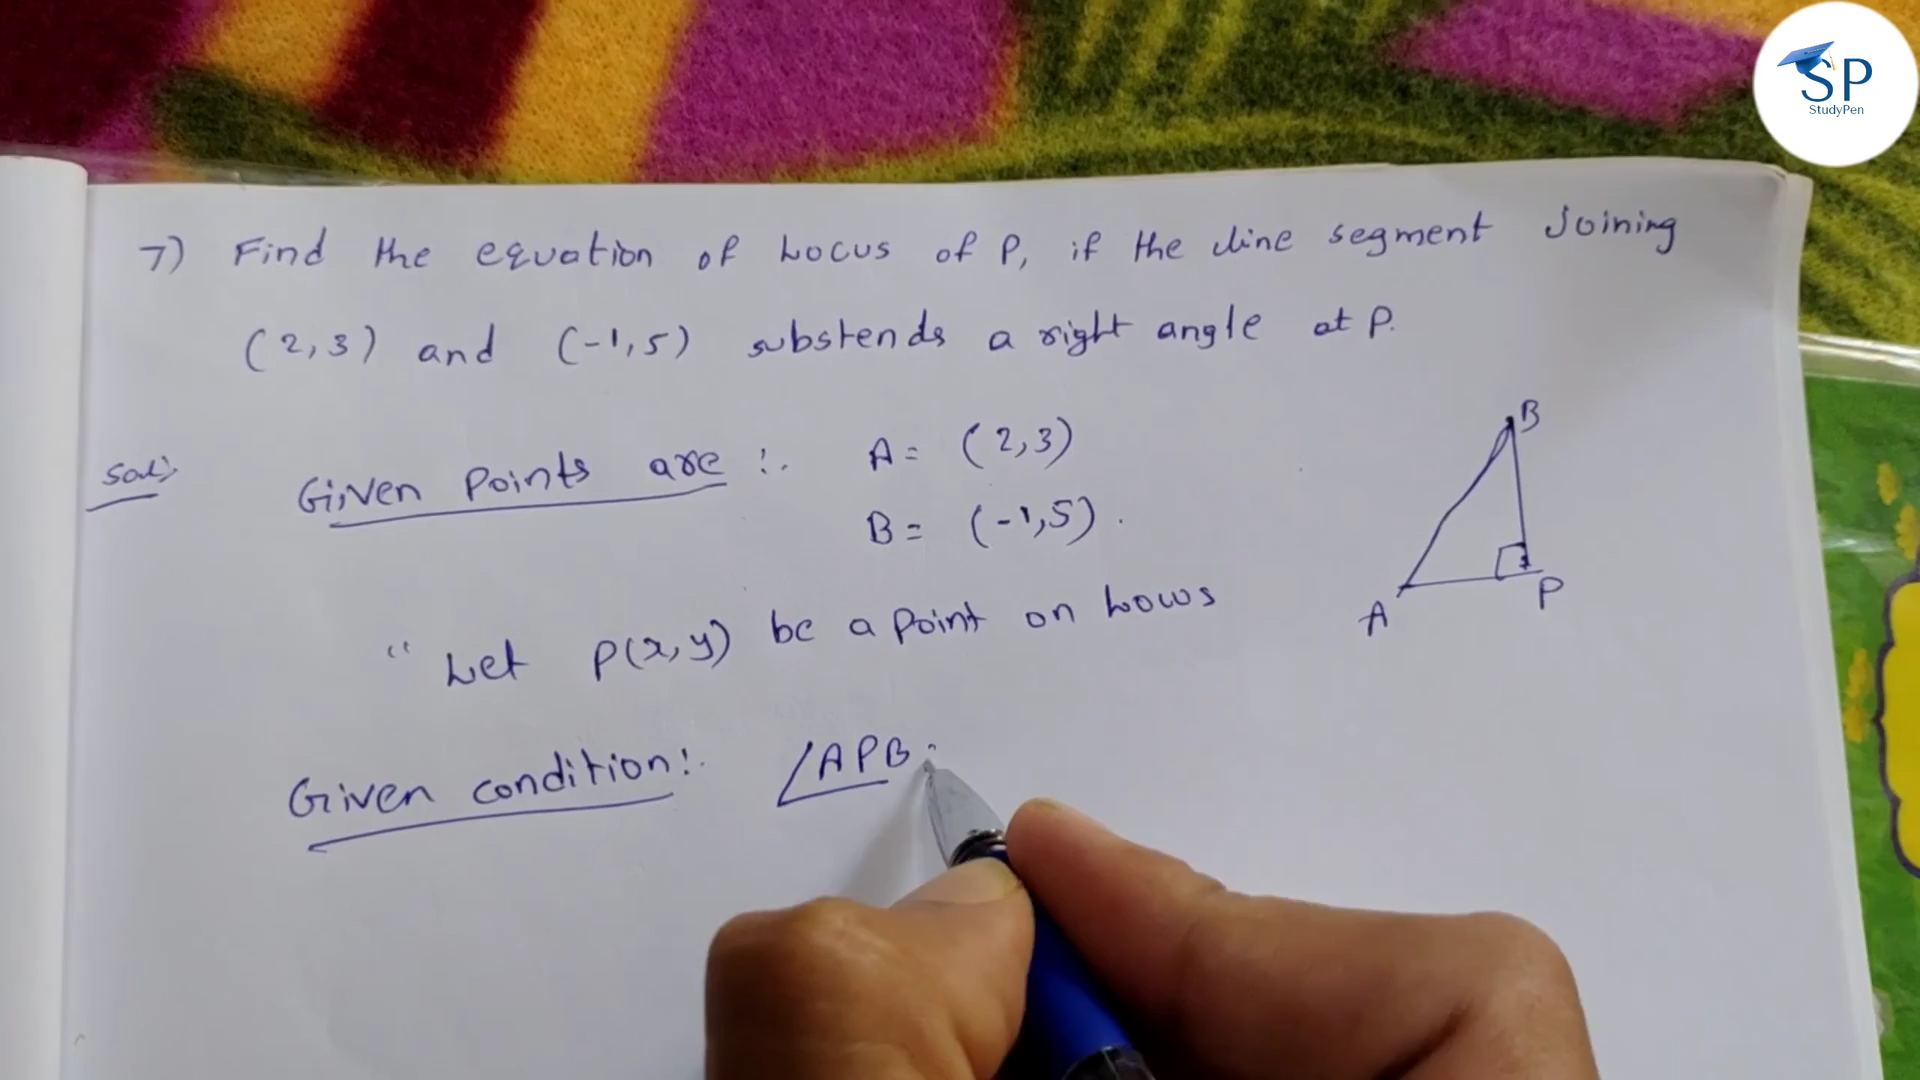 SP
StudyPen
7) Find the equation of Locus of P, if the line segment Joining
(2,3) and (-1,5) substends a right angle at P.
Sol:
Given Points are :. A = (2,3)
B = (-1,5).
B
A
P
" Let P(x,y) be a point on Locus
Given condition:. ∠APB